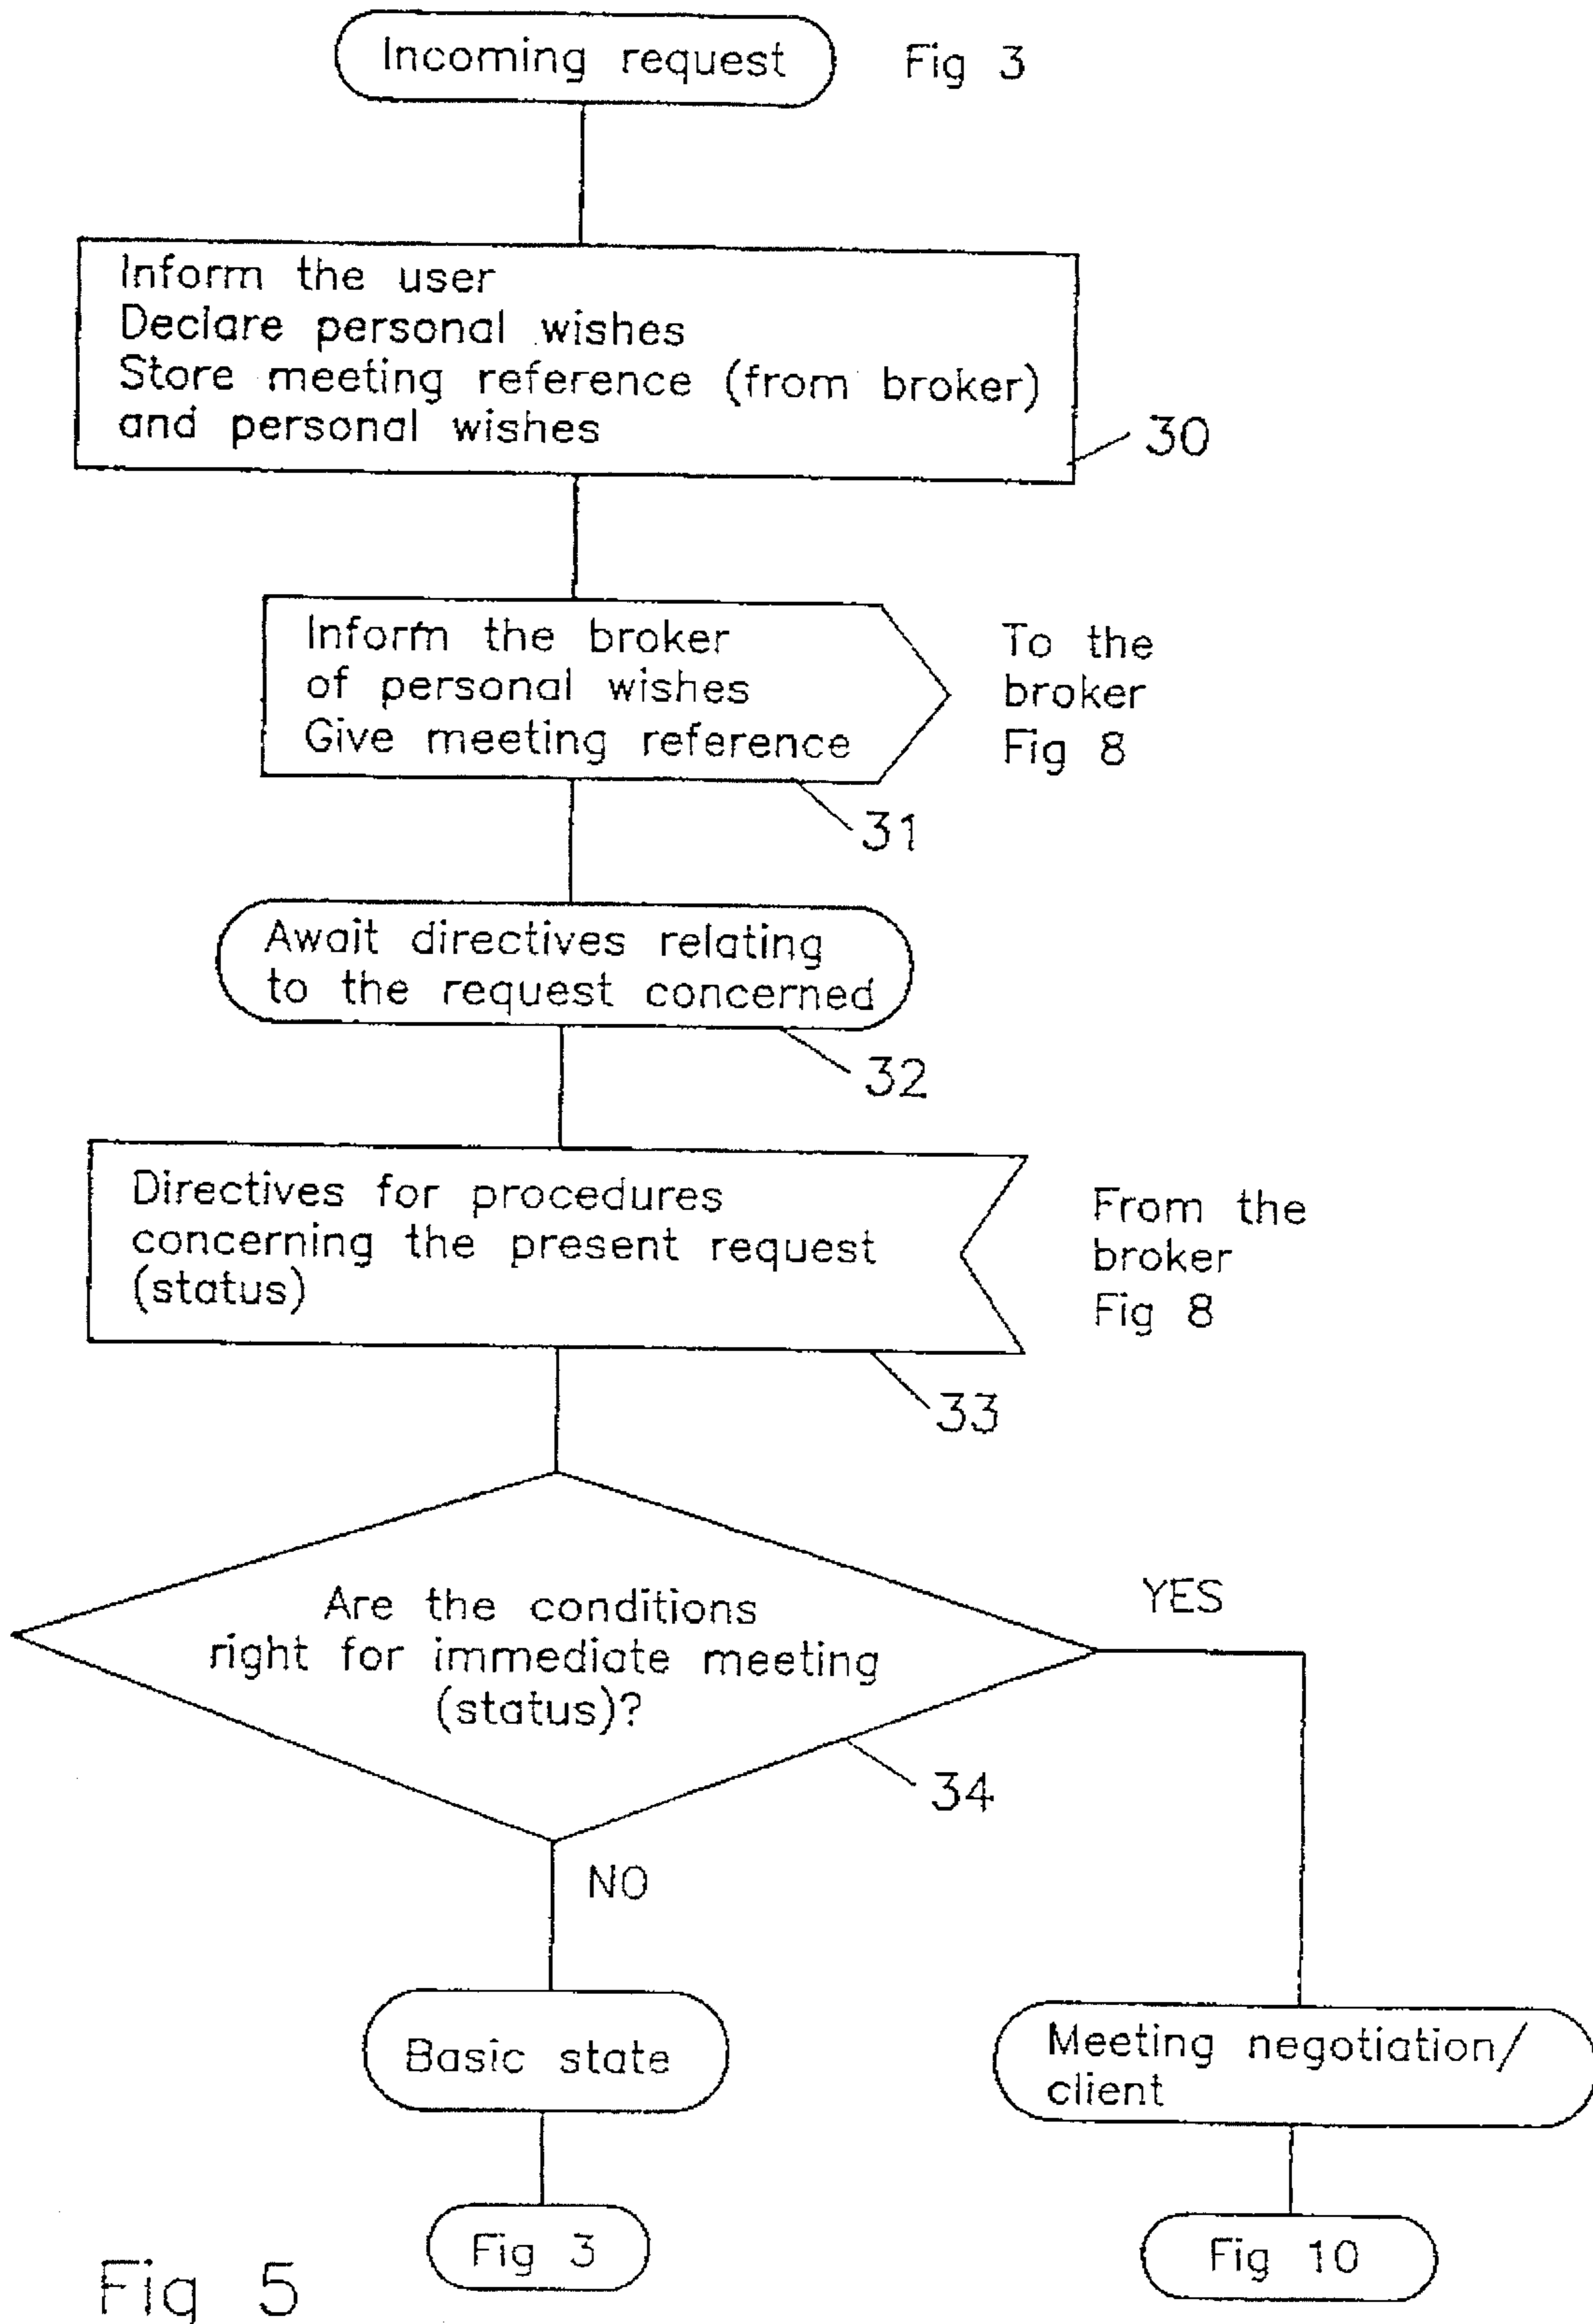 Incoming request
Fig 3
Inform the user
Declare personal wishes
Store meeting reference (from broker)
and personal wishes
30
Inform the broker
of personal wishes
Give meeting reference
To the
broker
Fig 8
31
Await directives relating
to the request concerned
32
Directives for procedures
concerning the present request
(status)
From the
broker
Fig 8
33
Are the conditions
right for immediate meeting
(status)?
YES
34
NO
Basic state
Meeting negotiation/
client
Fig 3
Fig 10
Fig 5